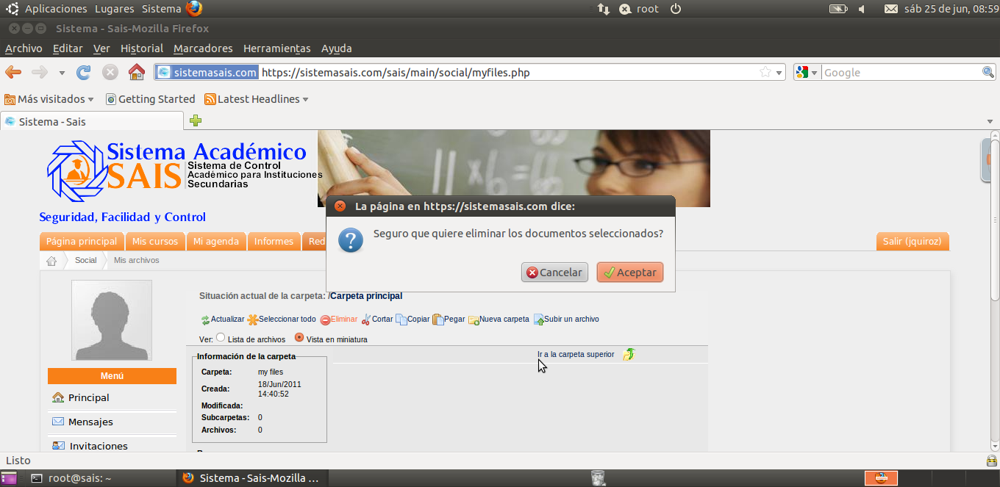 Aplicaciones Lugares Sistema root sáb 25 de jun, 08:59
Sistema - Sais-Mozilla Firefox
Archivo Editar Ver Historial Marcadores Herramientas Ayuda
sistemasais.com https://sistemasais.com/sais/main/social/myfiles.php Google
Más visitados Getting Started Latest Headlines
Sistema - Sais
Sistema Académico
SAIS
Sistema de Control
Académico para Instituciones
Secundarias
Seguridad, Facilidad y Control
La página en https://sistemasais.com dice:
Seguro que quiere eliminar los documentos seleccionados?
Cancelar Aceptar
Página principal Mis cursos Mi agenda Informes Red Salir (jquiroz)
Social Mis archivos
Situación actual de la carpeta: /Carpeta principal
Actualizar Seleccionar todo Eliminar Cortar Copiar Pegar Nueva carpeta Subir un archivo
Ver: Lista de archivos Vista en miniatura
Ir a la carpeta superior
Información de la carpeta
Carpeta: my files
Creada: 18/Jun/2011
14:40:52
Modificada:
Subcarpetas: 0
Archivos: 0
Menú
Principal
Mensajes
Invitaciones
Listo
root@sais: ~ Sistema - Sais-Mozilla ...